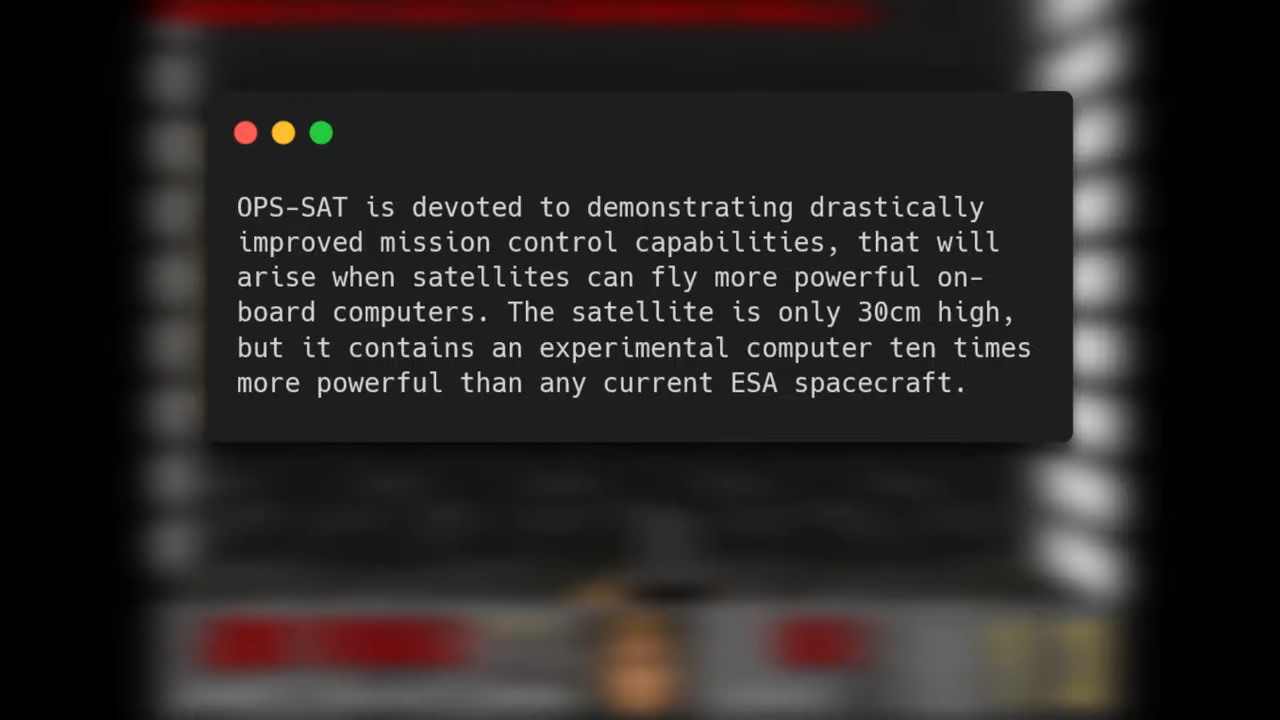 OPS-SAT is devoted to demonstrating drastically
improved mission control capabilities, that will
arise when satellites can fly more powerful on-
board computers. The satellite is only 30cm high,
but it contains an experimental computer ten times
more powerful than any current ESA spacecraft.